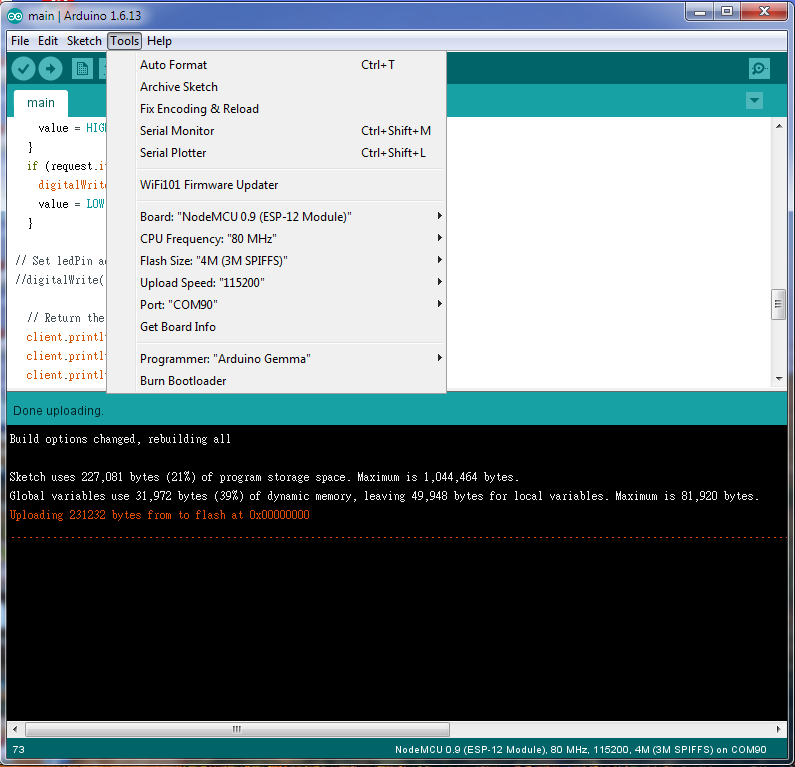 main | Arduino 1.6.13
File Edit Sketch Tools Help
Auto Format Ctrl+T
Archive Sketch
Fix Encoding & Reload
Serial Monitor Ctrl+Shift+M
Serial Plotter Ctrl+Shift+L
WiFi101 Firmware Updater
Board: "NodeMCU 0.9 (ESP-12 Module)"
CPU Frequency: "80 MHz"
Flash Size: "4M (3M SPIFFS)"
Upload Speed: "115200"
Port: "COM90"
Get Board Info
Programmer: "Arduino Gemma"
Burn Bootloader
main
value = HIG
}
if (request.i
digitalWrit
value = LOW
}
// Set ledPin a
//digitalWrite(
// Return the
client.printl
client.printl
client.printl
Done uploading.
Build options changed, rebuilding all
Sketch uses 227,081 bytes (21%) of program storage space. Maximum is 1,044,464 bytes.
Global variables use 31,972 bytes (39%) of dynamic memory, leaving 49,948 bytes for local variables. Maximum is 81,920 bytes.
Uploading 231232 bytes from to flash at 0x00000000
73 NodeMCU 0.9 (ESP-12 Module), 80 MHz, 115200, 4M (3M SPIFFS) on COM90